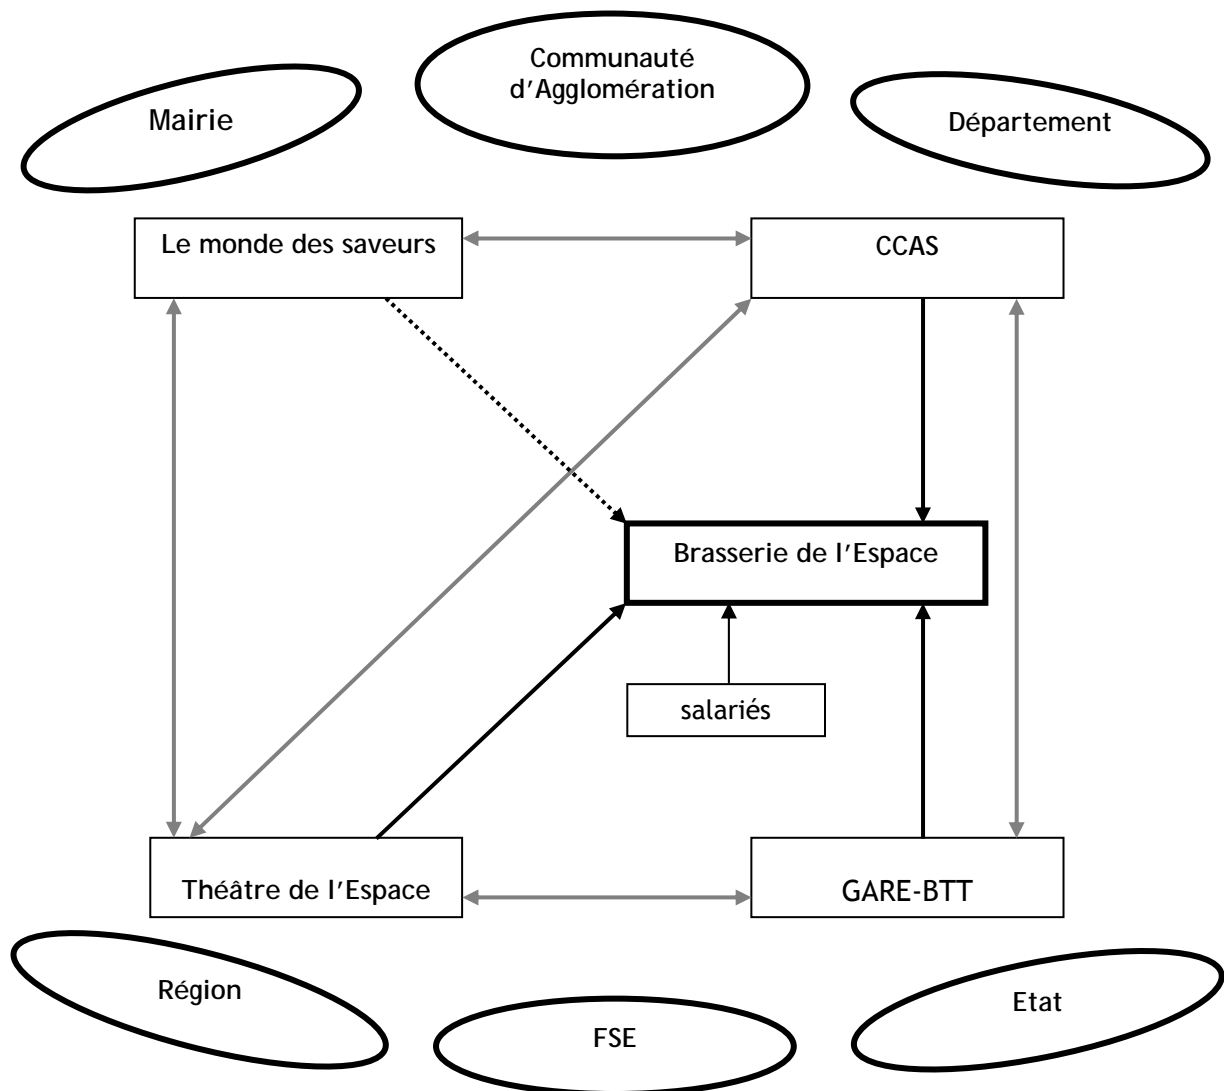 Communauté
d'Agglomération
Mairie
Département
Le monde des saveurs
CCAS
Brasserie de l'Espace
salariés
Théâtre de l'Espace
GARE-BTT
Région
Etat
FSE